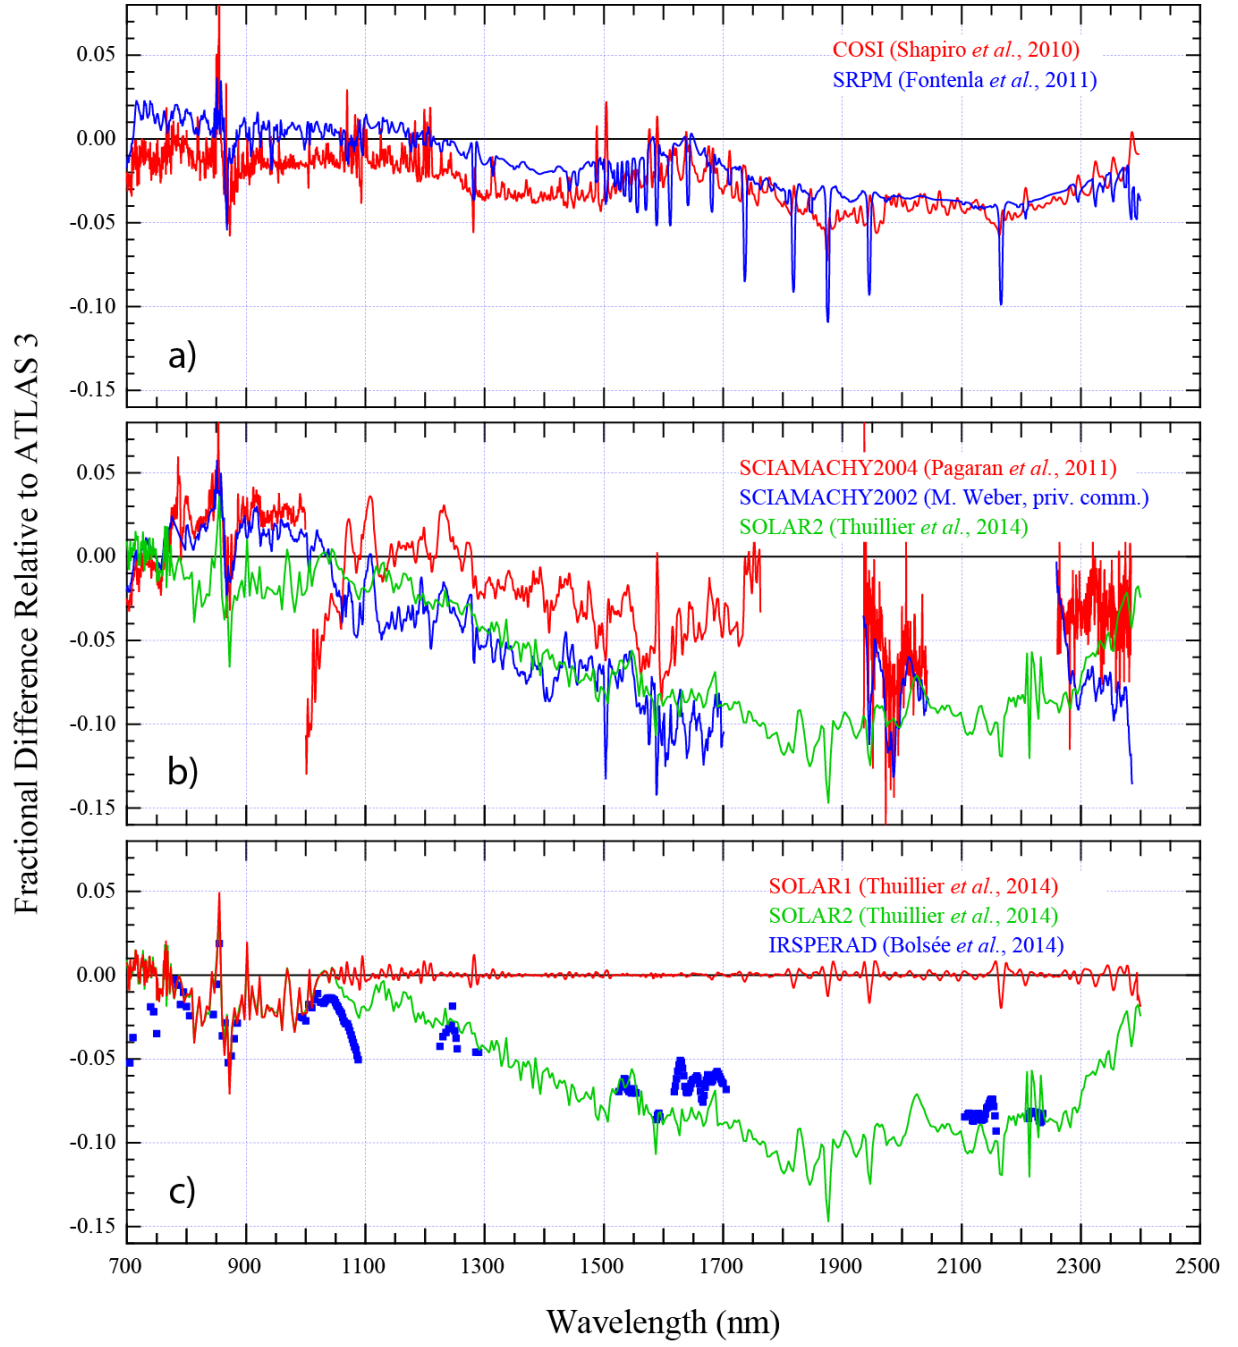 Fractional Difference Relative to ATLAS 3
0.05
0.00
-0.05
-0.10
-0.15
COSI (Shapiro et al., 2010)
SRPM (Fontenla et al., 2011)
a)
0.05
0.00
-0.05
-0.10
-0.15
SCIAMACHY2004 (Pagaran et al., 2011)
SCIAMACHY2002 (M. Weber, priv. comm.)
SOLAR2 (Thuillier et al., 2014)
b)
0.05
0.00
-0.05
-0.10
-0.15
SOLAR1 (Thuillier et al., 2014)
SOLAR2 (Thuillier et al., 2014)
IRSPERAD (Bolsée et al., 2014)
c)
700 900 1100 1300 1500 1700 1900 2100 2300 2500
Wavelength (nm)